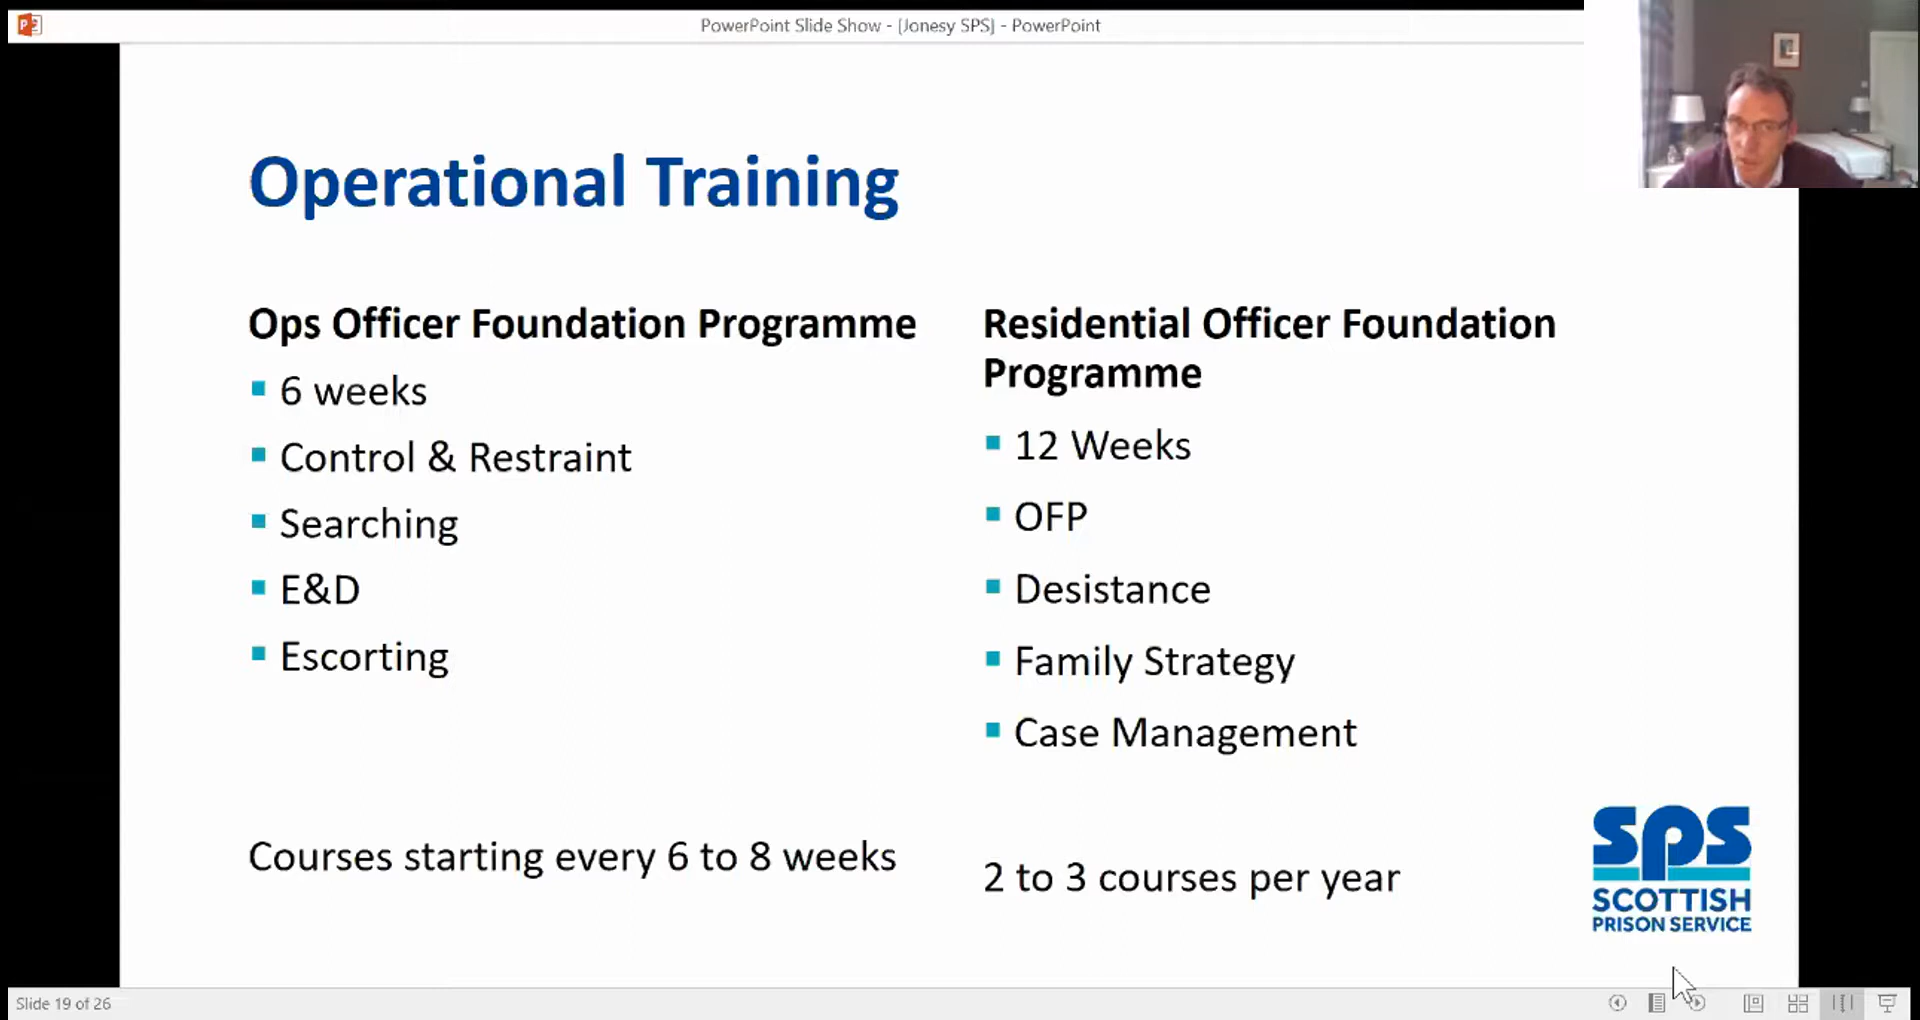 PowerPoint Slide Show - [Jonesy SPS] - PowerPoint
Operational Training
Ops Officer Foundation Programme
6 weeks
Control & Restraint
Searching
E&D
Escorting
Courses starting every 6 to 8 weeks
Residential Officer Foundation
Programme
12 Weeks
OFP
Desistance
Family Strategy
Case Management
2 to 3 courses per year
SPS
SCOTTISH
PRISON SERVICE
Slide 19 of 26